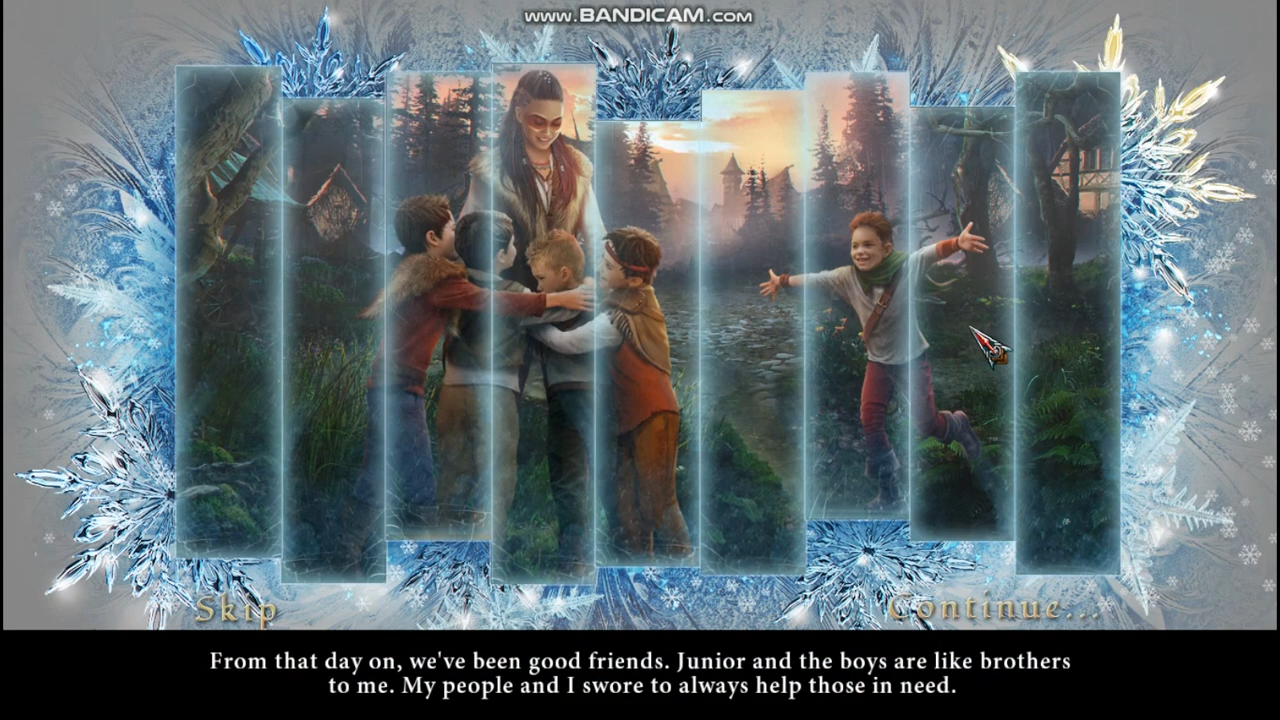 www.BANDICAM.com
Skip
Continue...
From that day on, we've been good friends. Junior and the boys are like brothers
to me. My people and I swore to always help those in need.